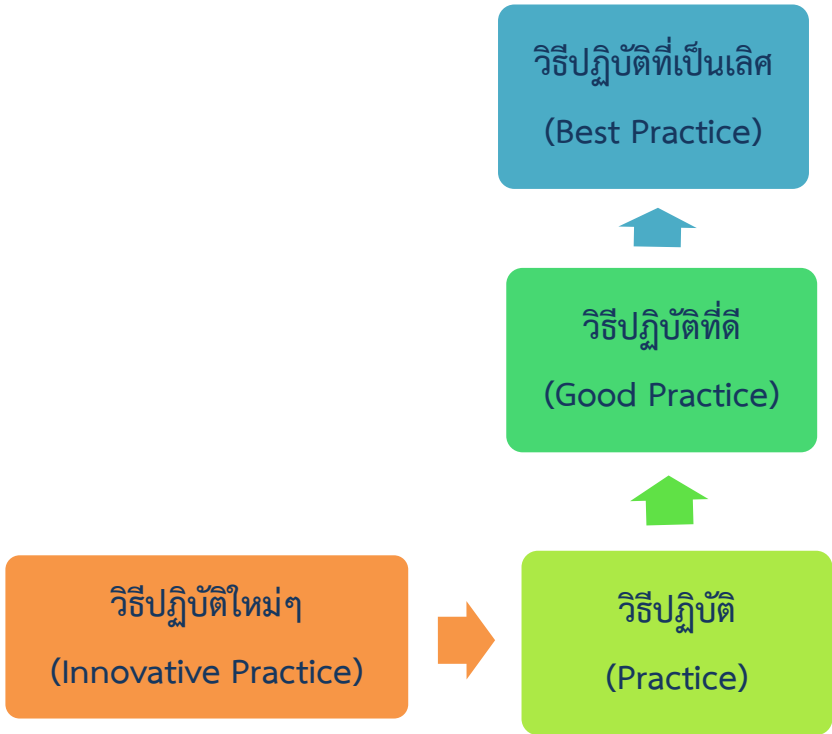 วิธีปฏิบัติที่เป็นเลิศ
(Best Practice)
วิธีปฏิบัติที่ดี
(Good Practice)
วิธีปฏิบัติใหม่ๆ
(Innovative Practice)
วิธีปฏิบัติ
(Practice)